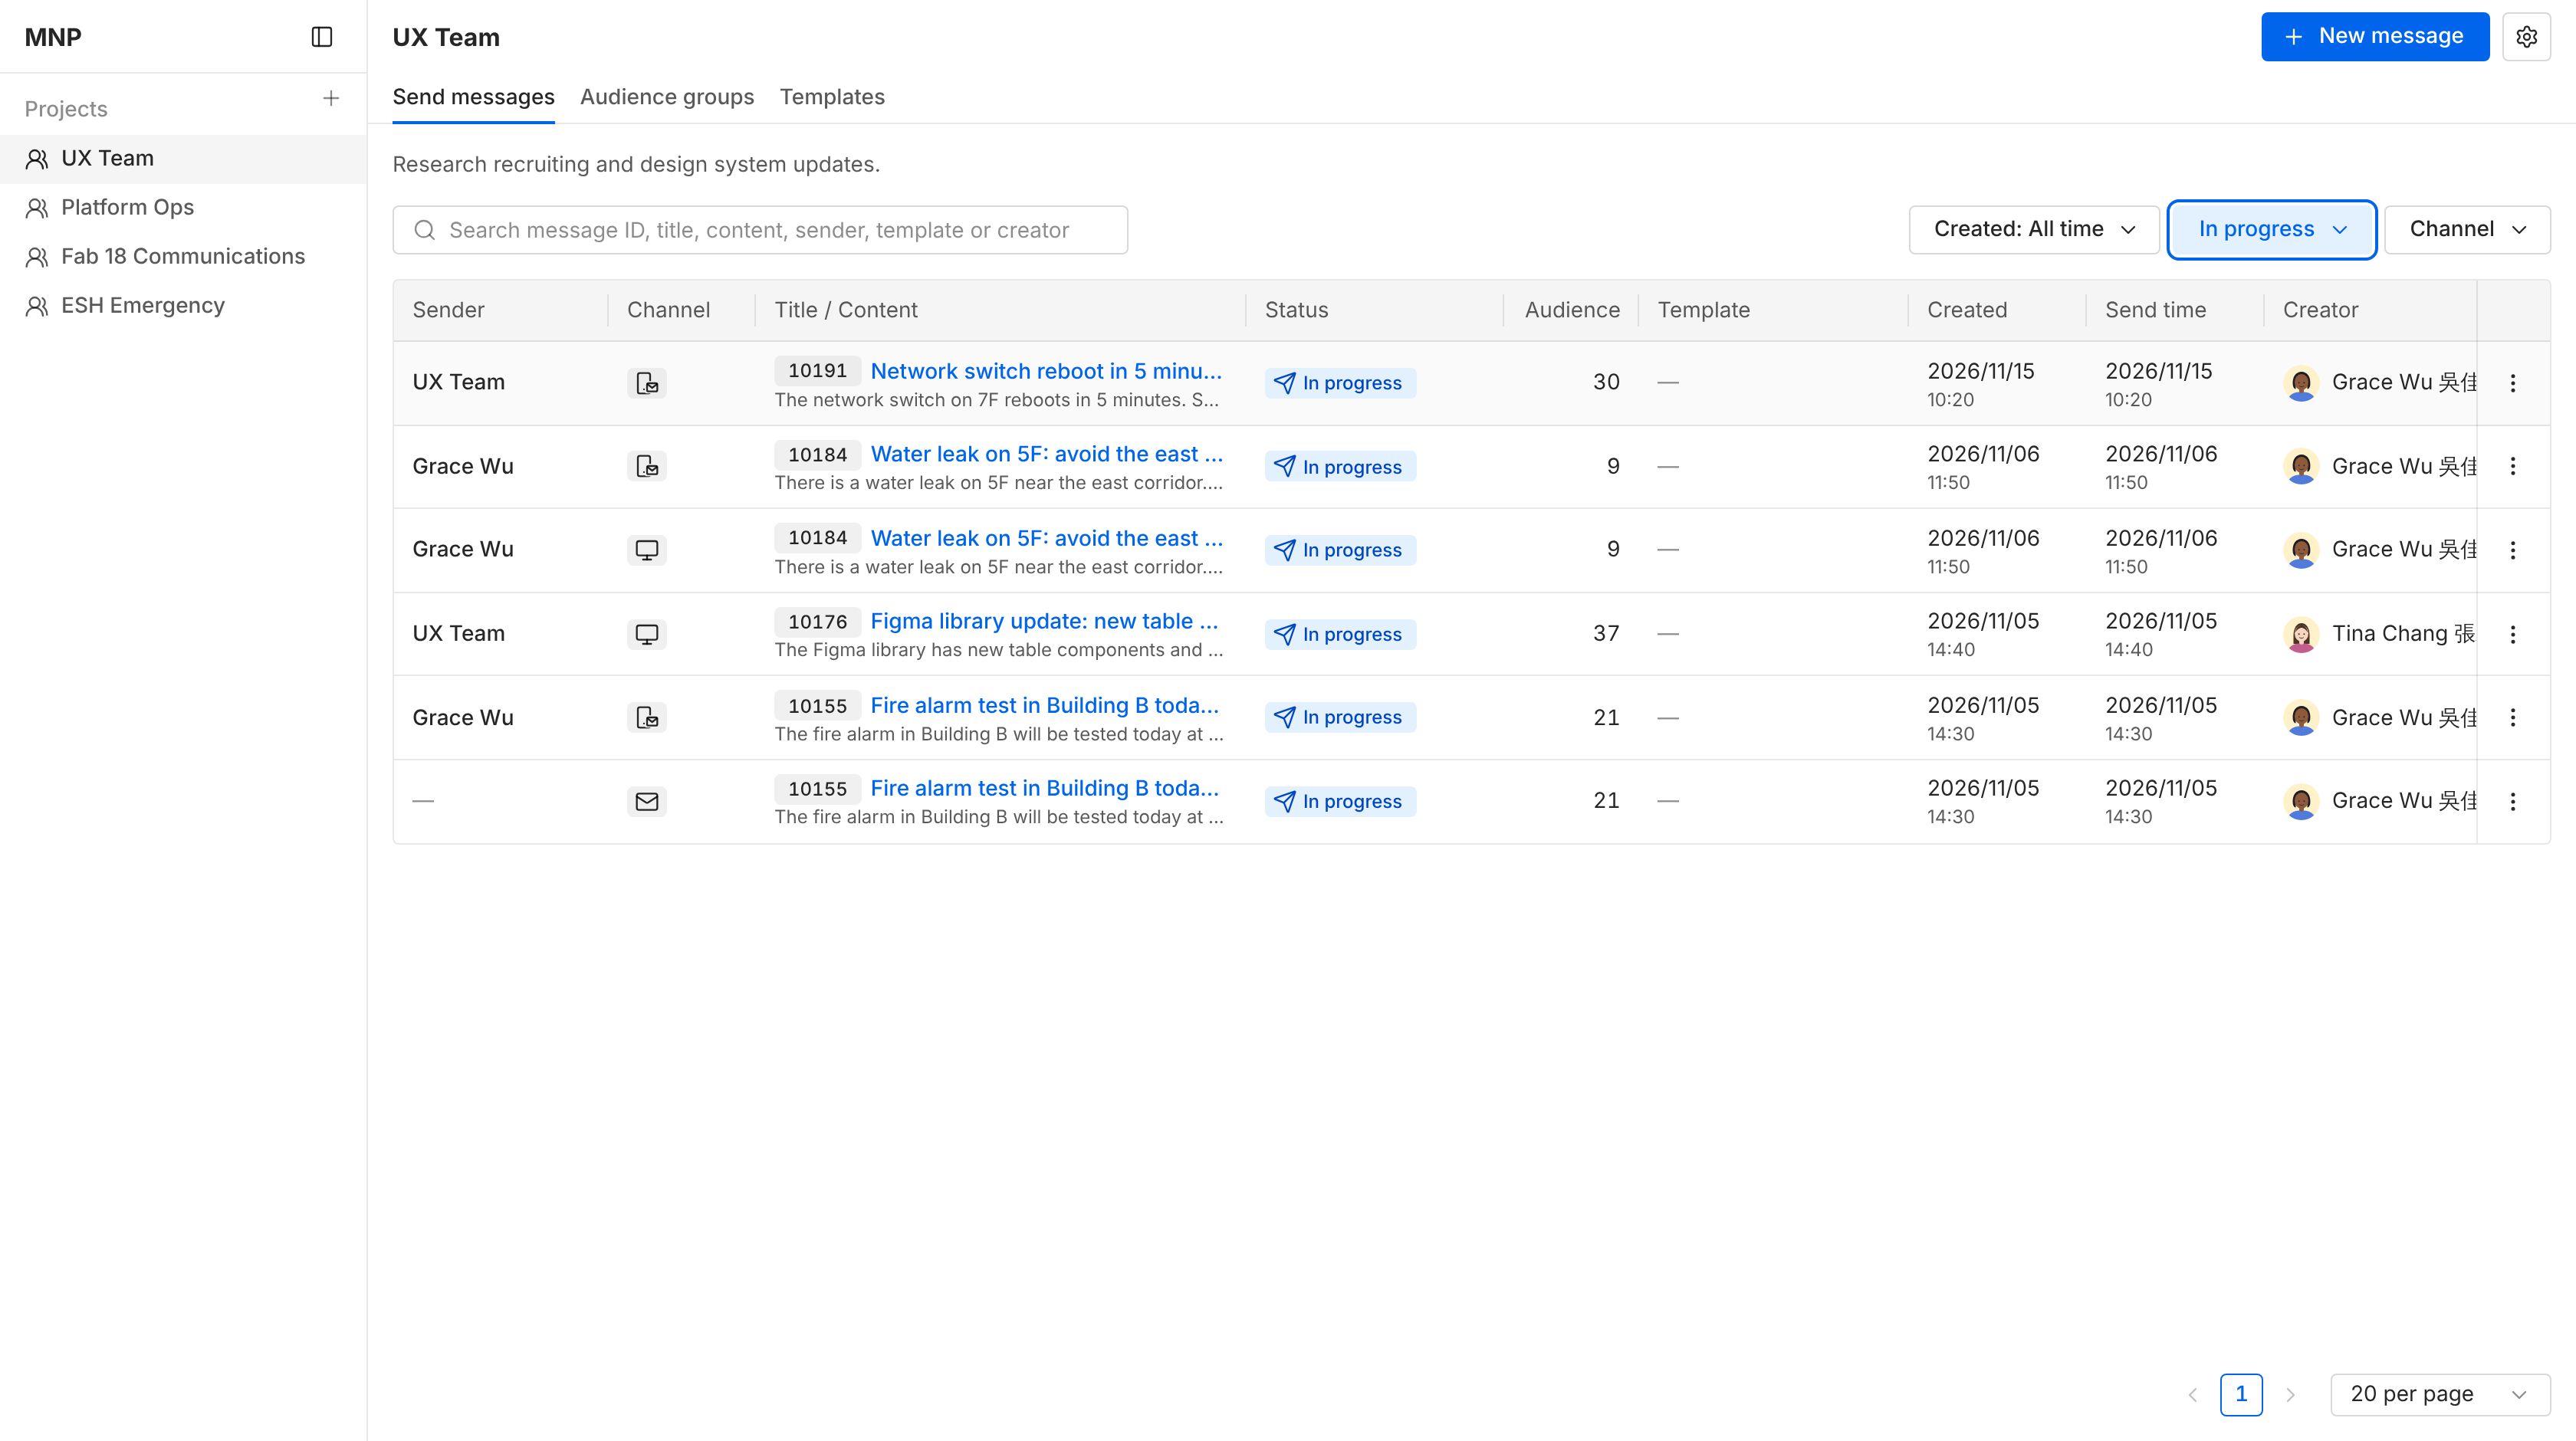 MNP
Projects
UX Team
Platform Ops
Fab 18 Communications
ESH Emergency
UX Team
New message
Send messages Audience groups Templates
Research recruiting and design system updates.
Search message ID, title, content, sender, template or creator
Created: All time In progress Channel
Sender Channel Title / Content Status Audience Template Created Send time Creator
UX Team 10191 Network switch reboot in 5 minu... In progress 30 — 2026/11/15 2026/11/15 Grace Wu 吳
The network switch on 7F reboots in 5 minutes. S... 10:20 10:20
Grace Wu 10184 Water leak on 5F: avoid the east ... In progress 9 — 2026/11/06 2026/11/06 Grace Wu 吳
There is a water leak on 5F near the east corridor.... 11:50 11:50
Grace Wu 10184 Water leak on 5F: avoid the east ... In progress 9 — 2026/11/06 2026/11/06 Grace Wu 吳
There is a water leak on 5F near the east corridor.... 11:50 11:50
UX Team 10176 Figma library update: new table ... In progress 37 — 2026/11/05 2026/11/05 Tina Chang 張
The Figma library has new table components and ... 14:40 14:40
Grace Wu 10155 Fire alarm test in Building B toda... In progress 21 — 2026/11/05 2026/11/05 Grace Wu 吳
The fire alarm in Building B will be tested today at ... 14:30 14:30
— 10155 Fire alarm test in Building B toda... In progress 21 — 2026/11/05 2026/11/05 Grace Wu 吳
The fire alarm in Building B will be tested today at ... 14:30 14:30
1 20 per page